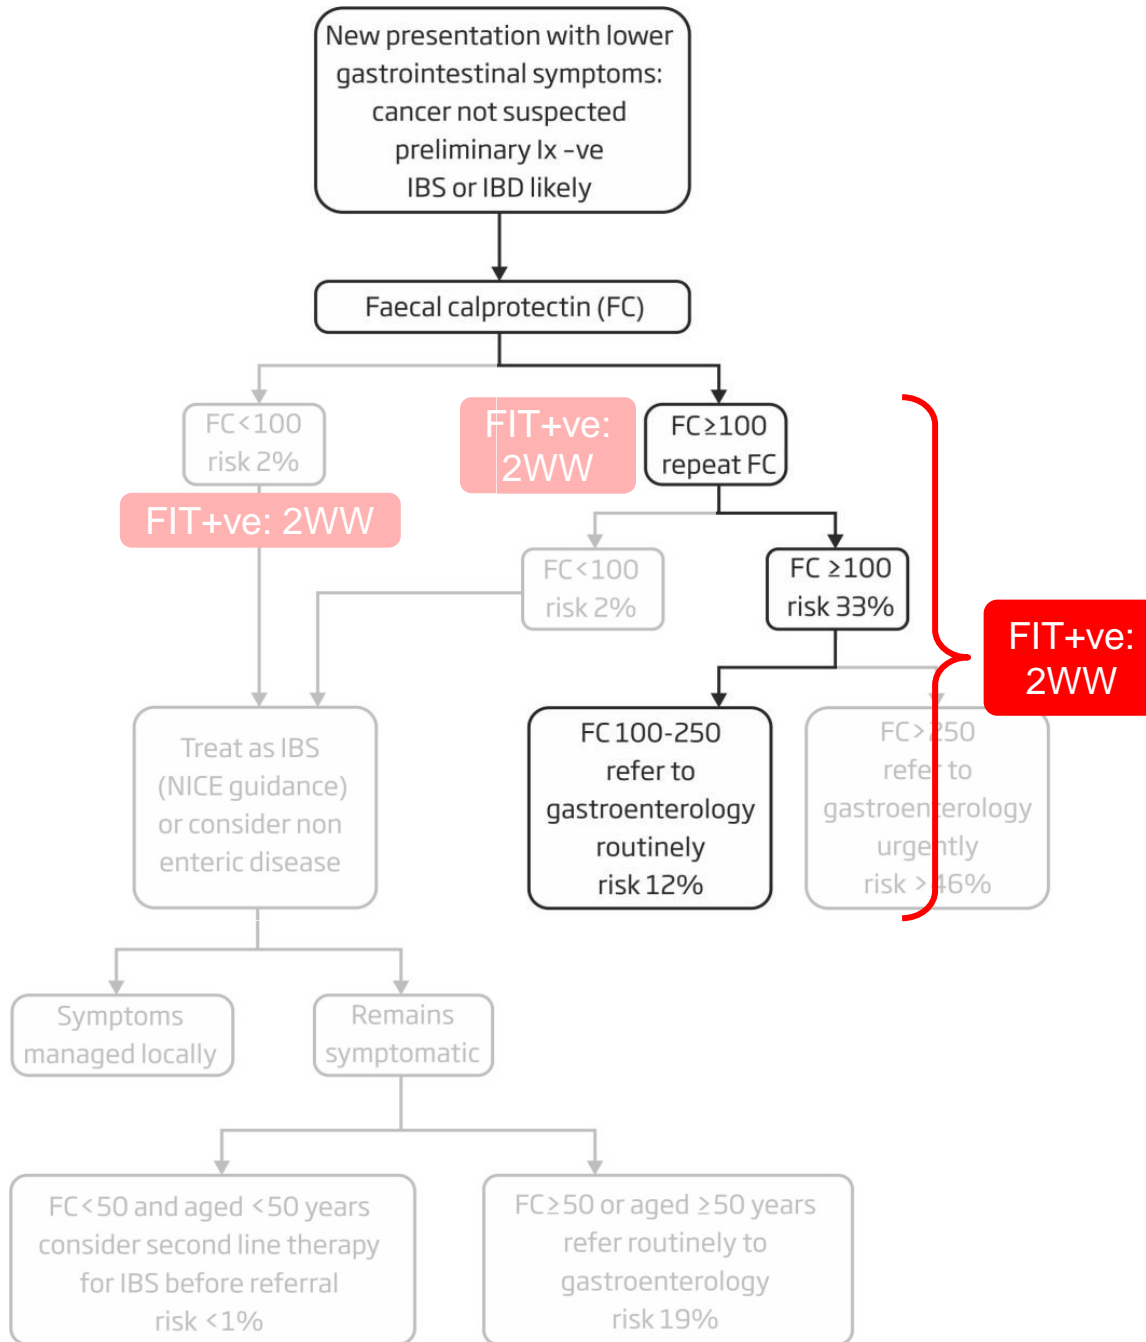 New presentation with lower
gastrointestinal symptoms:
cancer not suspected
preliminary Ix –ve
IBS or IBD likely
Faecal calprotectin (FC)
FC<100
risk 2%
FIT+ve:
2WW
FC≥100
repeat FC
FIT+ve: 2WW
FC<100
risk 2%
FC ≥100
risk 33%
FIT+ve:
2WW
Treat as IBS
(NICE guidance)
or consider non
enteric disease
FC 100-250
refer to
gastroenterology
routinely
risk 12%
FC>250
refer to
gastroenterology
urgently
risk >46%
Symptoms
managed locally
Remains
symptomatic
FC<50 and aged <50 years
consider second line therapy
for IBS before referral
risk <1%
FC≥50 or aged ≥50 years
refer routinely to
gastroenterology
risk 19%